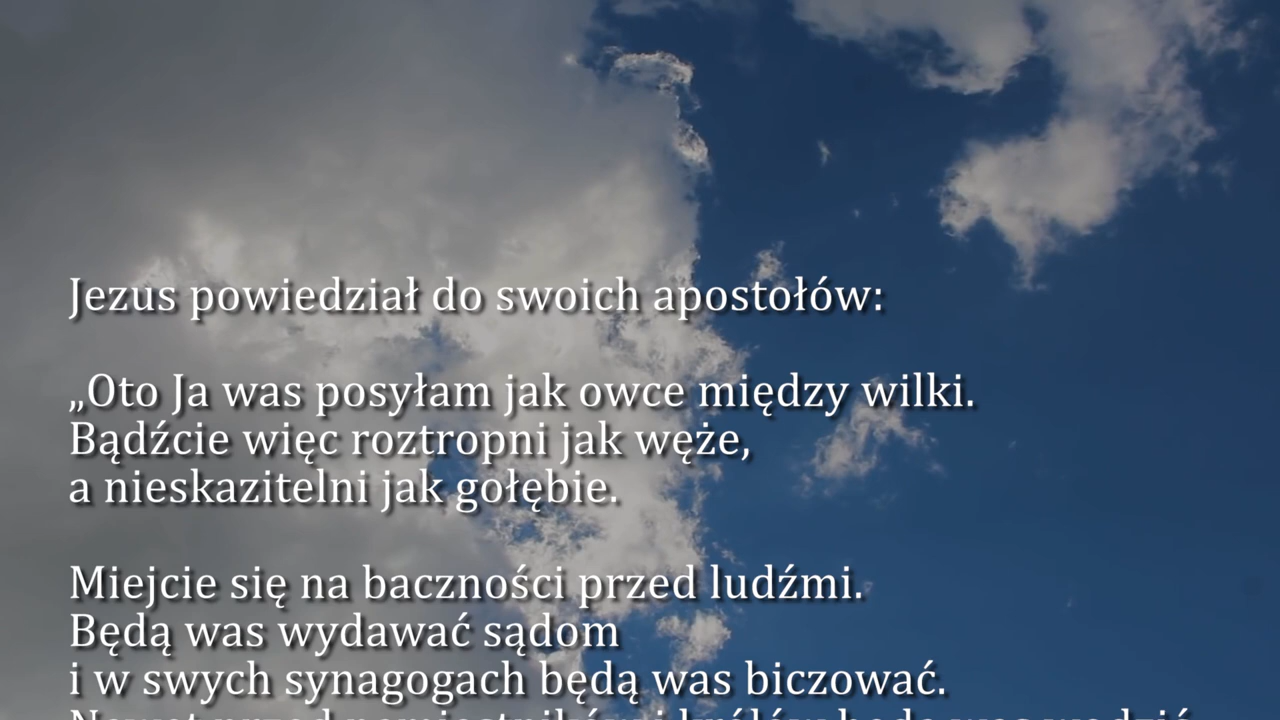 Jezus powiedział do swoich apostołów:
„Oto Ja was posyłam jak owce między wilki.
Bądźcie więc roztropni jak węże,
a nieskazitelni jak gołębie.
Miejcie się na baczności przed ludźmi.
Będą was wydawać sądom
i w swych synagogach będą was biczować.